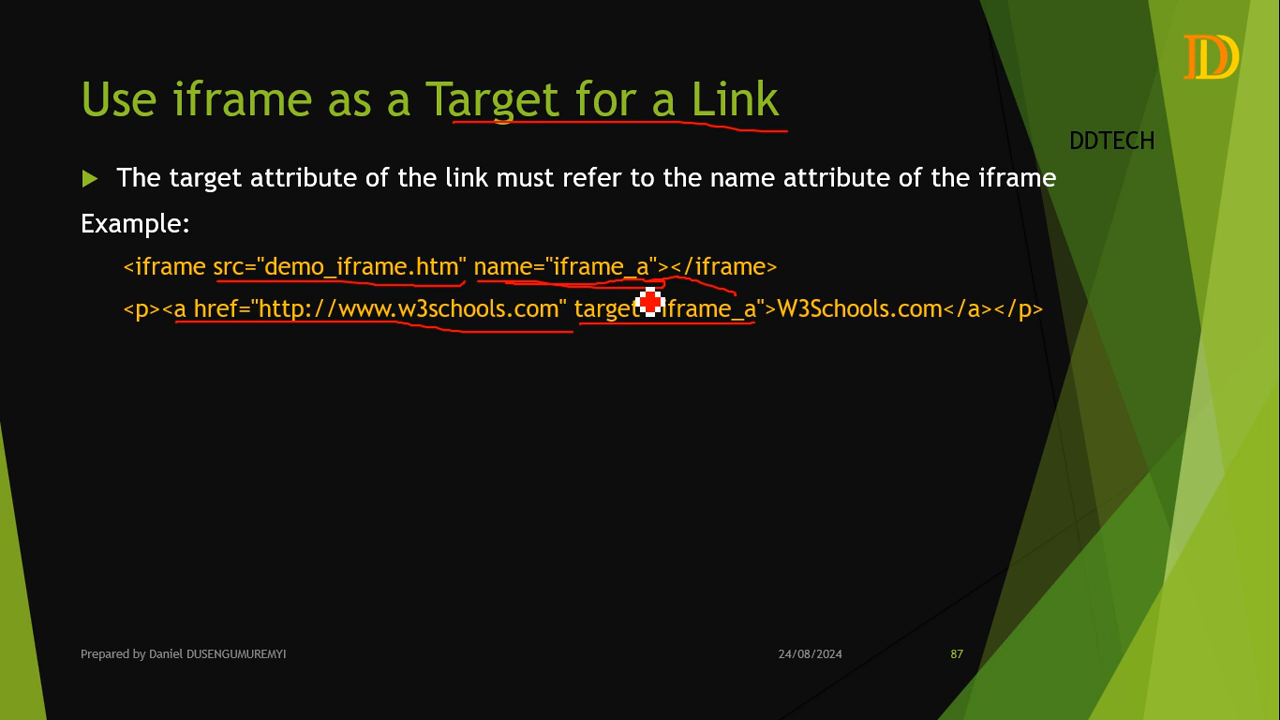 DD
Use iframe as a Target for a Link
DDTECH
The target attribute of the link must refer to the name attribute of the iframe
Example:
<iframe src="demo_iframe.htm" name="iframe_a"></iframe>
<p><a href="http://www.w3schools.com" target iframe_a">W3Schools.com</a></p>
Prepared by Daniel DUSENGUMUREMYI
24/08/2024
87